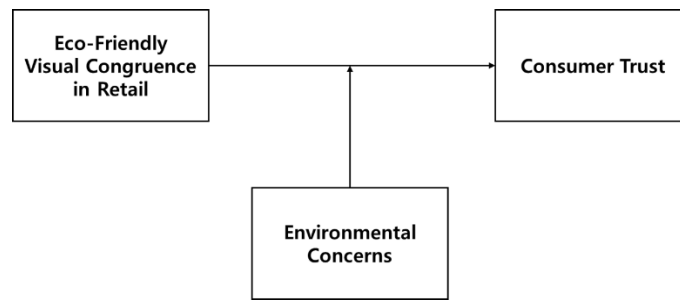 Eco-Friendly
Visual Congruence
in Retail
Consumer Trust
Environmental
Concerns